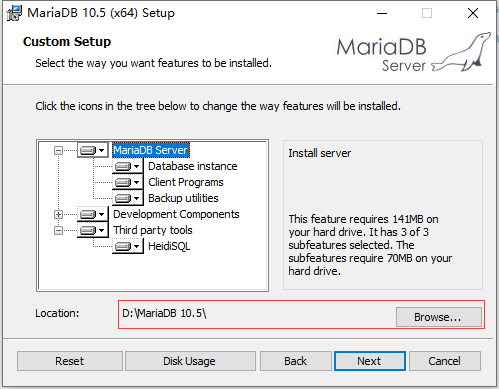 MariaDB 10.5 (x64) Setup
Custom Setup
Select the way you want features to be installed.
MariaDB
Server
Click the icons in the tree below to change the way features will be installed.
MariaDB Server
Database instance
Client Programs
Backup utilities
Development Components
Third party tools
HeidiSQL
Install server
This feature requires 141MB on
your hard drive. It has 3 of 3
subfeatures selected. The
subfeatures require 70MB on your
hard drive.
Location:
D:\MariaDB 10.5\
Browse...
Reset
Disk Usage
Back
Next
Cancel